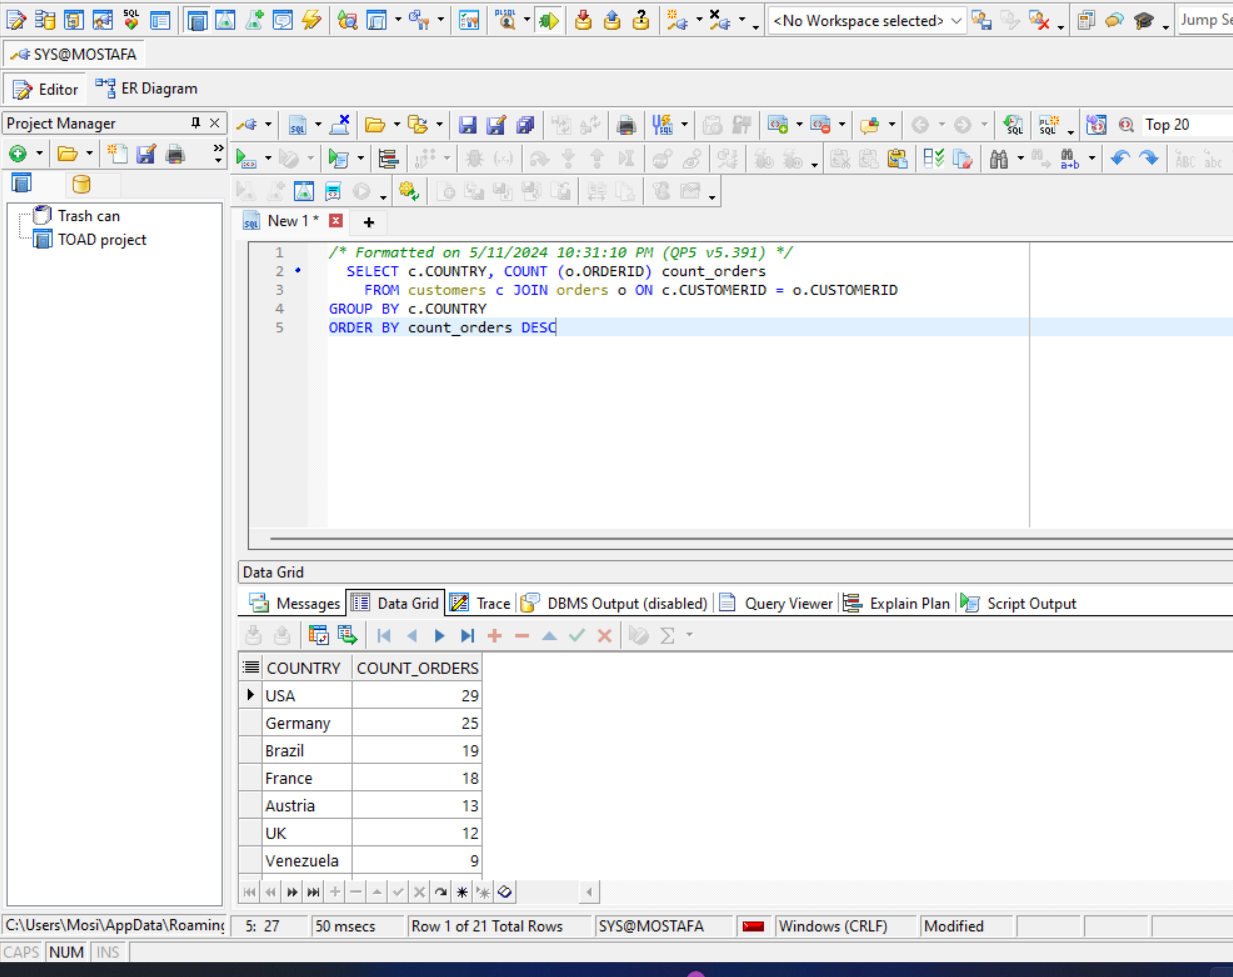 <No Workspace selected>
Jump Se
SYS@MOSTAFA
Editor
ER Diagram
Project Manager
Top 20
Trash can
TOAD project
New 1 *
1 /* Formatted on 5/11/2024 10:31:10 PM (QP5 v5.391) */
2 SELECT c.COUNTRY, COUNT (o.ORDERID) count_orders
3 FROM customers c JOIN orders o ON c.CUSTOMERID = o.CUSTOMERID
4 GROUP BY c.COUNTRY
5 ORDER BY count_orders DESC
Data Grid
Messages Data Grid Trace DBMS Output (disabled) Query Viewer Explain Plan Script Output
COUNTRY COUNT_ORDERS
USA 29
Germany 25
Brazil 19
France 18
Austria 13
UK 12
Venezuela 9
C:\Users\Mosi\AppData\Roaming 5: 27 50 msecs Row 1 of 21 Total Rows SYS@MOSTAFA Windows (CRLF) Modified
CAPS NUM INS